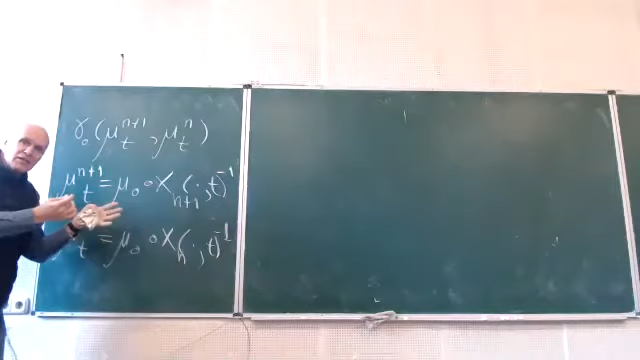 γ₀(μₜⁿ⁺¹, μₜⁿ)
μₜⁿ⁺¹ = μ₀ ∘ Xₙ₊₁(·, t)⁻¹
ₜ = μ₀ ∘ Xₙ(·, t)⁻¹